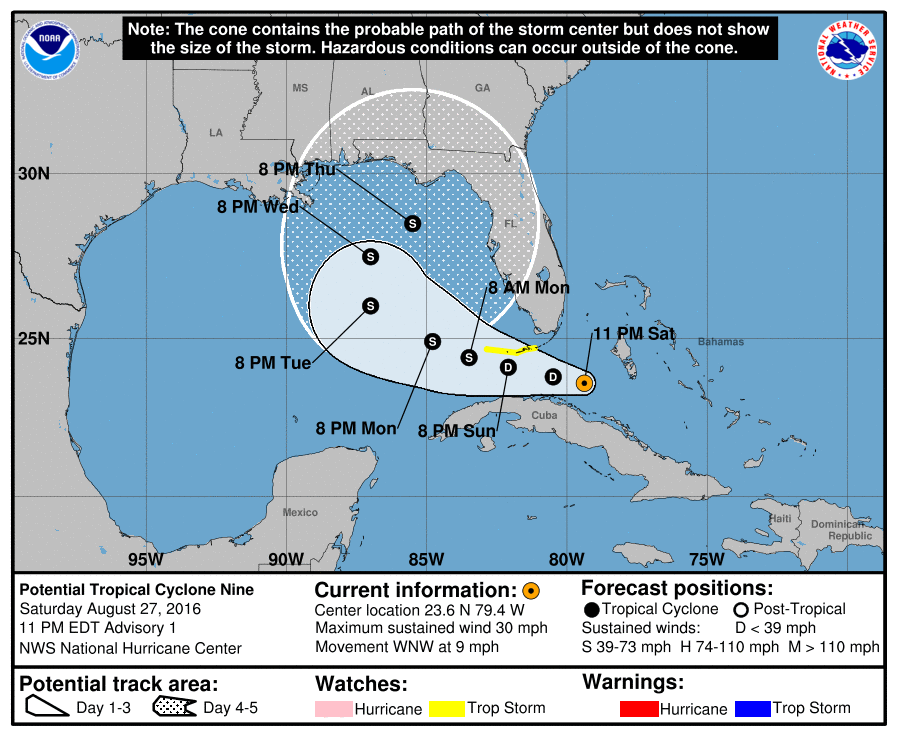 Note: The cone contains the probable path of the storm center but does not show
the size of the storm. Hazardous conditions can occur outside of the cone.
NOAA
NATIONAL WEATHER SERVICE
MS
AL
GA
LA
30N
8 PM Thu
8 PM Wed
FL
8 AM Mon
25N
11 PM Sat
Bahamas
8 PM Tue
8 PM Mon
8 PM Sun
Cuba
Mexico
Haiti
Dominican
Republic
95W
90W
85W
80W
75W
S
S
S
S
S
D
D
Potential Tropical Cyclone Nine
Saturday August 27, 2016
11 PM EDT Advisory 1
NWS National Hurricane Center
Current information:
Center location 23.6 N 79.4 W
Maximum sustained wind 30 mph
Movement WNW at 9 mph
Forecast positions:
Tropical Cyclone Post-Tropical
Sustained winds: D < 39 mph
S 39-73 mph H 74-110 mph M > 110 mph
Potential track area:
Day 1-3 Day 4-5
Watches:
Hurricane Trop Storm
Warnings:
Hurricane Trop Storm